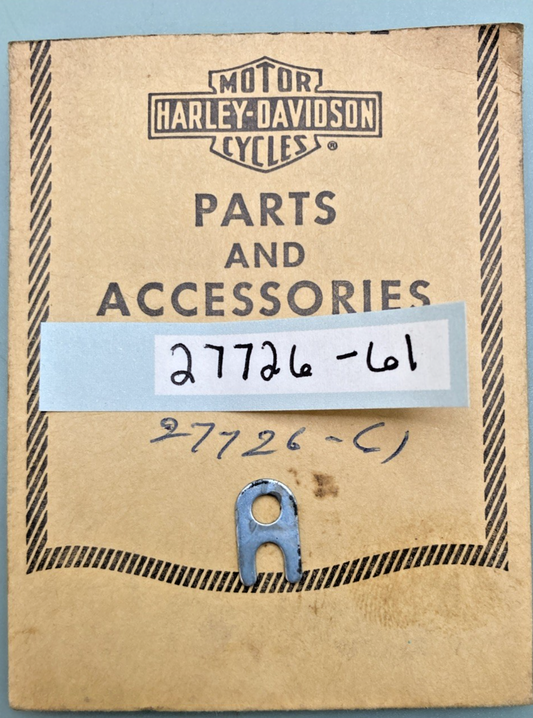 MOTOR
HARLEY-DAVIDSON
CYCLES ®
PARTS
AND
ACCESSORIES
27726-61
27726-61